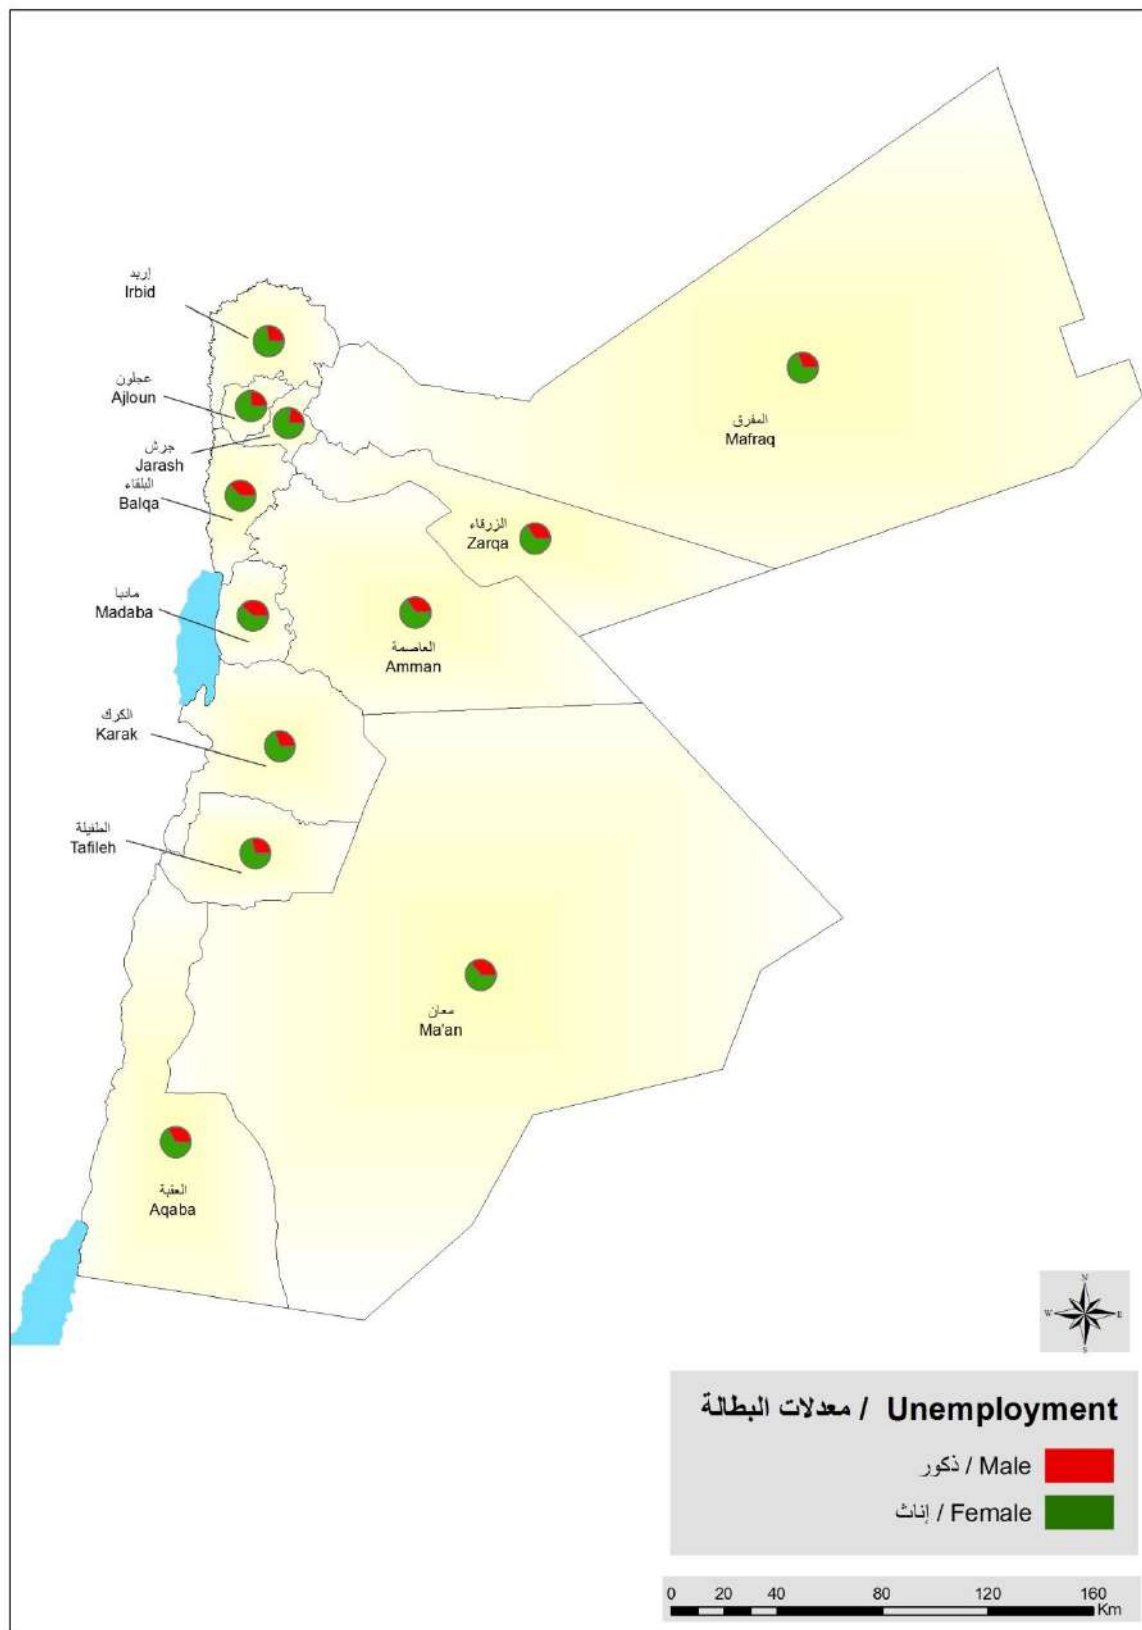 إربد
Irbid
عجلون
Ajloun
جرش
Jarash
البلقاء
Balqa
المفرق
Mafraq
الزرقاء
Zarqa
مادبا
Madaba
العاصمة
Amman
الكرك
Karak
الطفيلة
Tafileh
معان
Ma'an
العقبة
Aqaba
N
W
E
S
معدلات البطالة / Unemployment
ذكور / Male
إناث / Female
0 20 40 80 120 160
Km